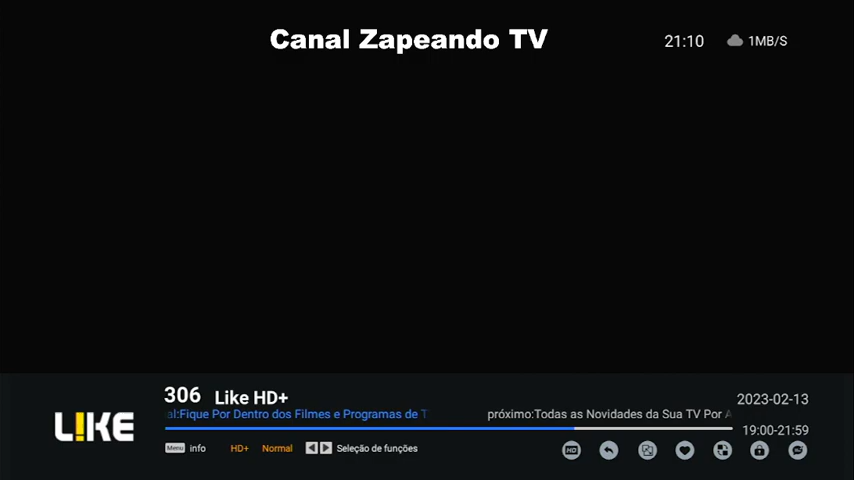 Canal Zapeando TV
21:10
1MB/S
306
Like HD+
2023-02-13
al:Fique Por Dentro dos Filmes e Programas de T
próximo:Todas as Novidades da Sua TV Por A
19:00-21:59
L!KE
Menu info
HD+
Normal
Seleção de funções
HD